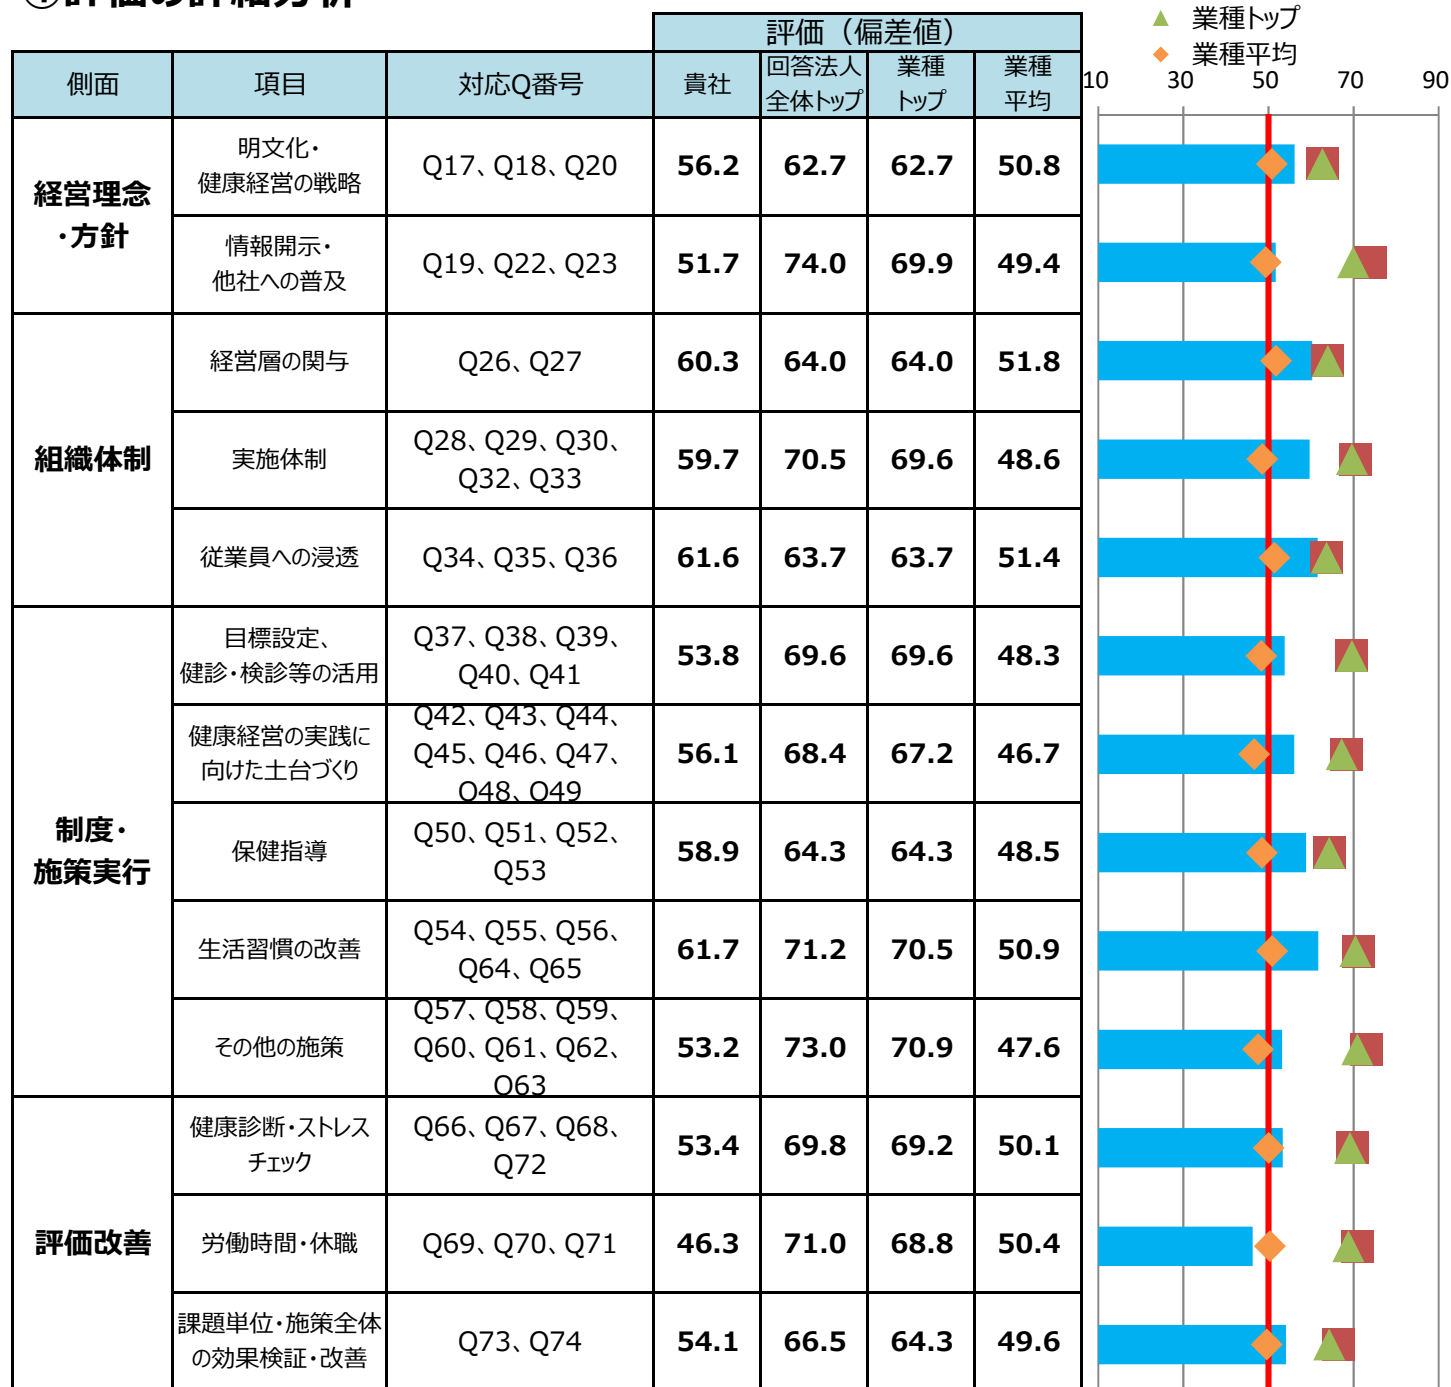 ①評価の詳細分析
評価（偏差値）
側面 項目 対応Q番号 貴社 回答法人 業種 業種
全体トップ トップ 平均
▲ 業種トップ
◆ 業種平均
10 30 50 70 90
経営理念
・方針
明文化・
健康経営の戦略
Q17、Q18、Q20 56.2 62.7 62.7 50.8
情報開示・
他社への普及
Q19、Q22、Q23 51.7 74.0 69.9 49.4
組織体制
経営層の関与 Q26、Q27 60.3 64.0 64.0 51.8
実施体制
Q28、Q29、Q30、
Q32、Q33
59.7 70.5 69.6 48.6
従業員への浸透 Q34、Q35、Q36 61.6 63.7 63.7 51.4
制度・
施策実行
目標設定、
健診・検診等の活用
Q37、Q38、Q39、
Q40、Q41
53.8 69.6 69.6 48.3
健康経営の実践に
向けた土台づくり
Q42、Q43、Q44、
Q45、Q46、Q47、
Q48、Q49
56.1 68.4 67.2 46.7
保健指導
Q50、Q51、Q52、
Q53
58.9 64.3 64.3 48.5
生活習慣の改善
Q54、Q55、Q56、
Q64、Q65
61.7 71.2 70.5 50.9
その他の施策
Q57、Q58、Q59、
Q60、Q61、Q62、
Q63
53.2 73.0 70.9 47.6
評価改善
健康診断・ストレス
チェック
Q66、Q67、Q68、
Q72
53.4 69.8 69.2 50.1
労働時間・休職 Q69、Q70、Q71 46.3 71.0 68.8 50.4
課題単位・施策全体
の効果検証・改善
Q73、Q74 54.1 66.5 64.3 49.6